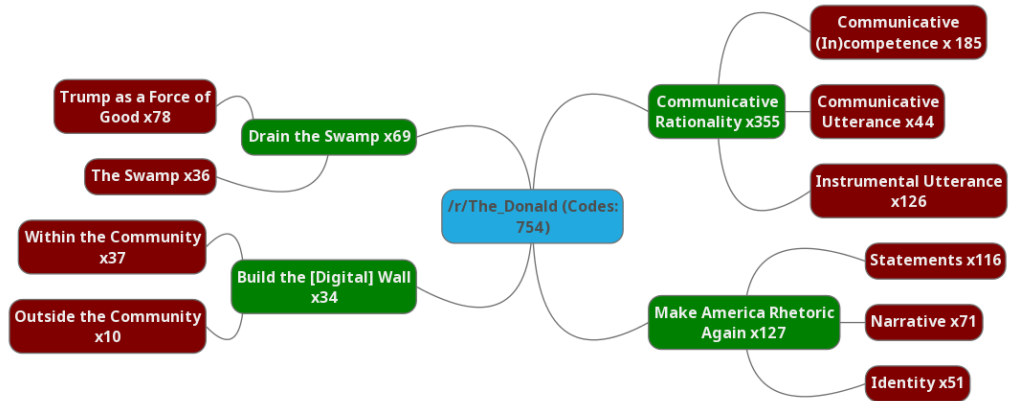 Communicative
(In)competence x 185
Trump as a Force of
Good x78
Communicative
Rationality x355
Communicative
Utterance x44
Drain the Swamp x69
The Swamp x36
Instrumental Utterance
x126
/r/The_Donald (Codes:
754)
Within the Community
x37
Statements x116
Build the [Digital] Wall
x34
Make America Rhetoric
Again x127
Narrative x71
Outside the Community
x10
Identity x51